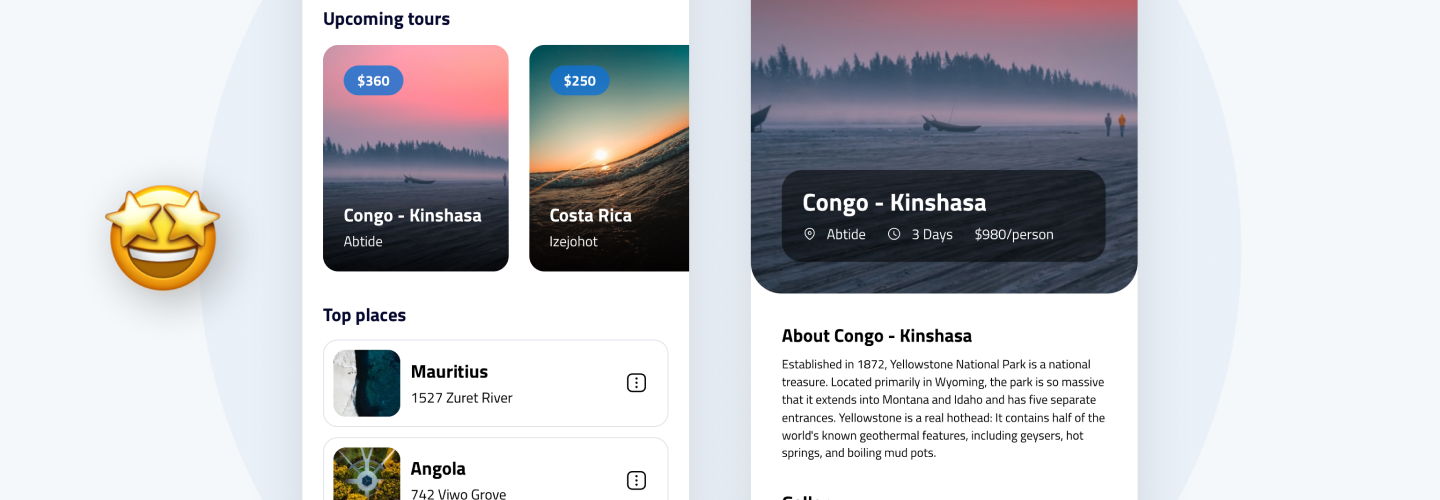 Upcoming tours
$360
Congo - Kinshasa
Abtide
$250
Costa Rica
Izejohot
Top places
Mauritius
1527 Zuret River
Angola
742 Viwo Grove
Congo - Kinshasa
Abtide 3 Days $980/person
About Congo - Kinshasa
Established in 1872, Yellowstone National Park is a national
treasure. Located primarily in Wyoming, the park is so massive
that it extends into Montana and Idaho and has five separate
entrances. Yellowstone is a real hothead: It contains half of the
world's known geothermal features, including geysers, hot
springs, and boiling mud pots.